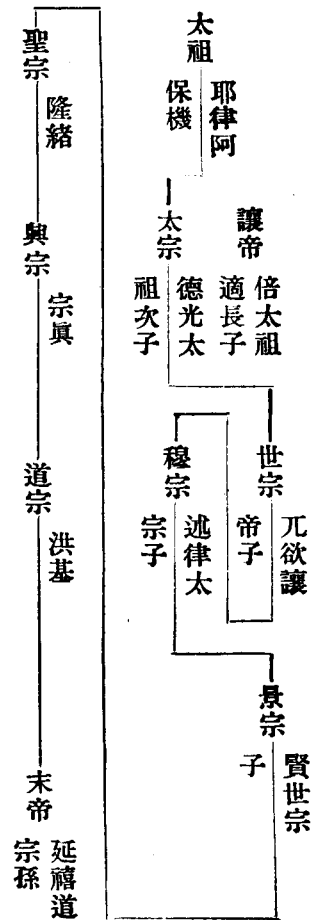 太祖
耶律阿
保機
讓帝
倍太祖
適長子
太宗
德光太
祖次子
世宗
兀欲讓
帝子
穆宗
述律太
宗子
景宗
賢世宗
子
聖宗
隆緒
興宗
宗眞
道宗
洪基
末帝
延禧道
宗孫